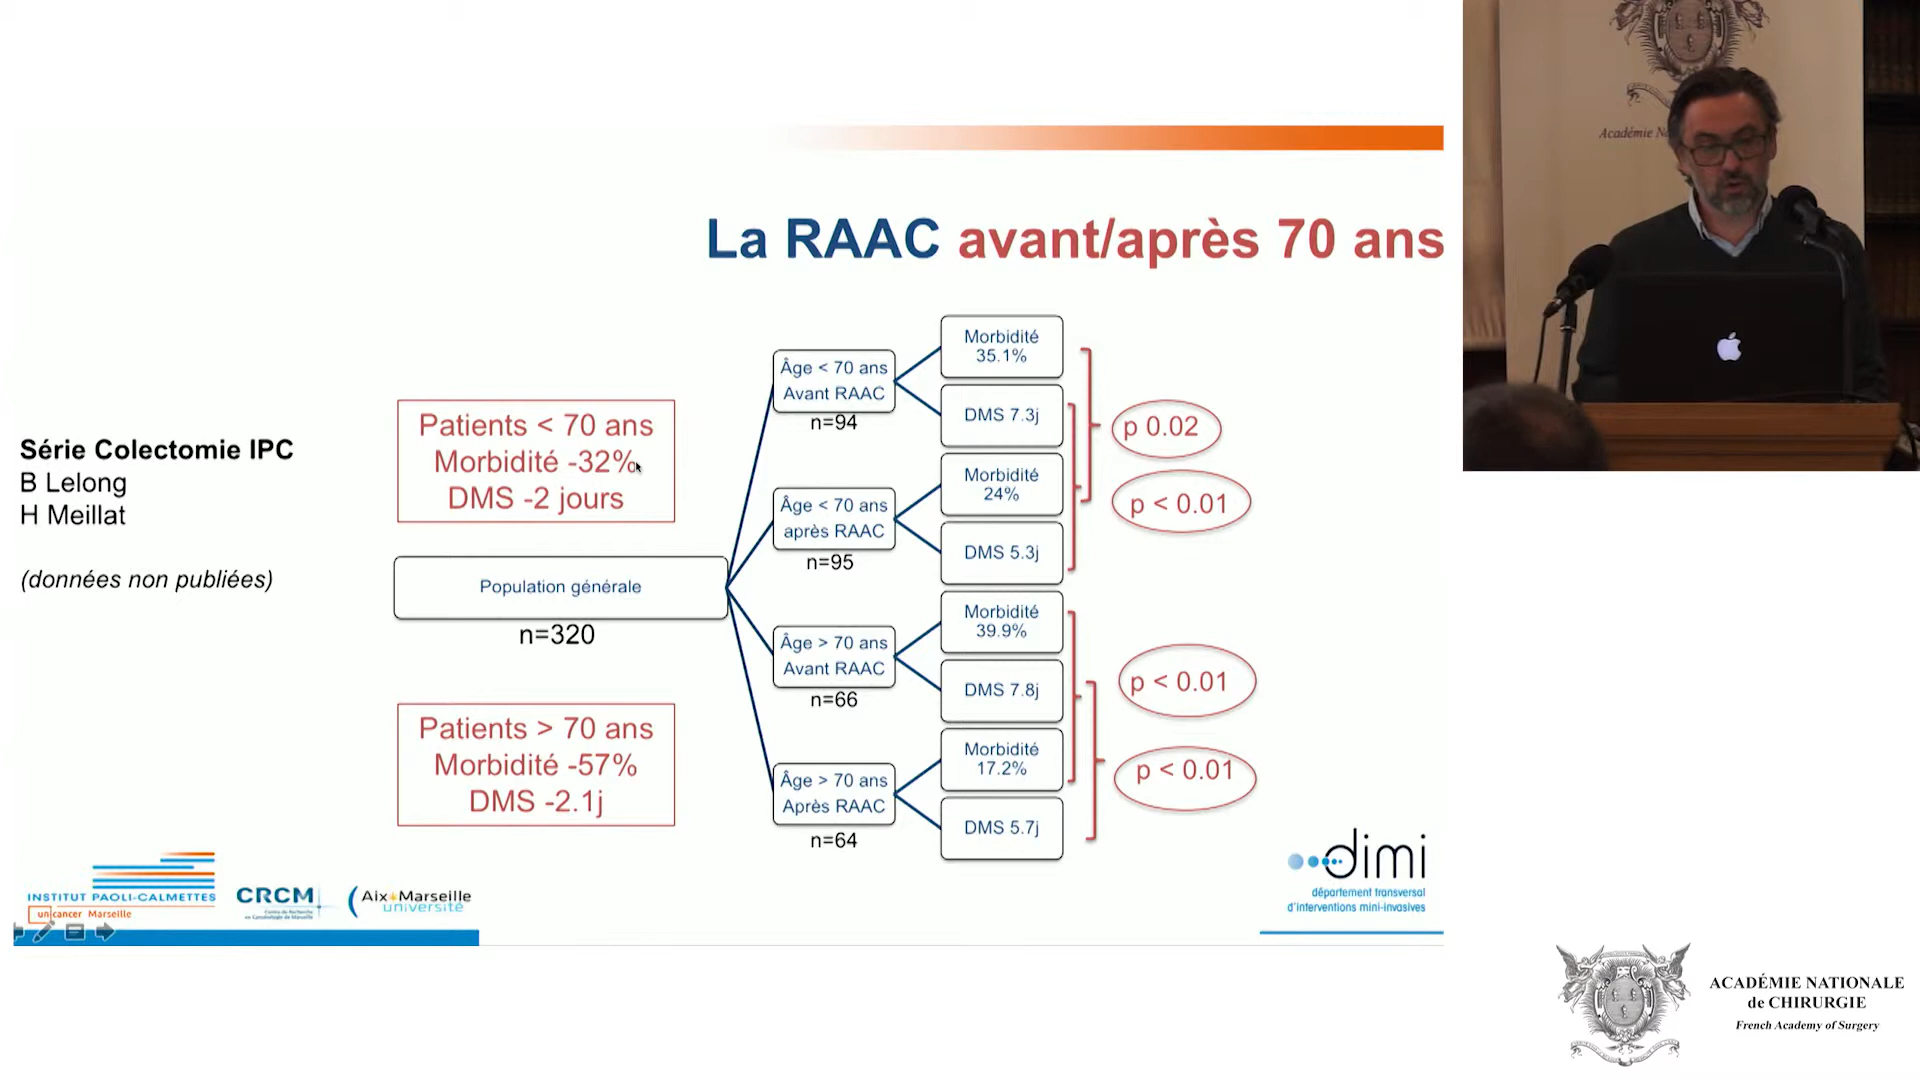 Académie
La RAAC avant/après 70 ans
Série Colectomie IPC
B Lelong
H Meillat
(données non publiées)
Patients < 70 ans
Morbidité -32%
DMS -2 jours
Population générale
n=320
Patients > 70 ans
Morbidité -57%
DMS -2.1j
Âge < 70 ans
Avant RAAC
n=94
Âge < 70 ans
après RAAC
n=95
Âge > 70 ans
Avant RAAC
n=66
Âge > 70 ans
Après RAAC
n=64
Morbidité
35.1%
DMS 7.3j
Morbidité
24%
DMS 5.3j
Morbidité
39.9%
DMS 7.8j
Morbidité
17.2%
DMS 5.7j
p 0.02
p < 0.01
p < 0.01
p < 0.01
INSTITUT PAOLI-CALMETTES
unicancer Marseille
CRCM
Centre de Recherche
en Cancérologie de Marseille
Aix Marseille
université
dimi
département transversal
d'interventions mini-invasives
ACADÉMIE NATIONALE
de CHIRURGIE
French Academy of Surgery